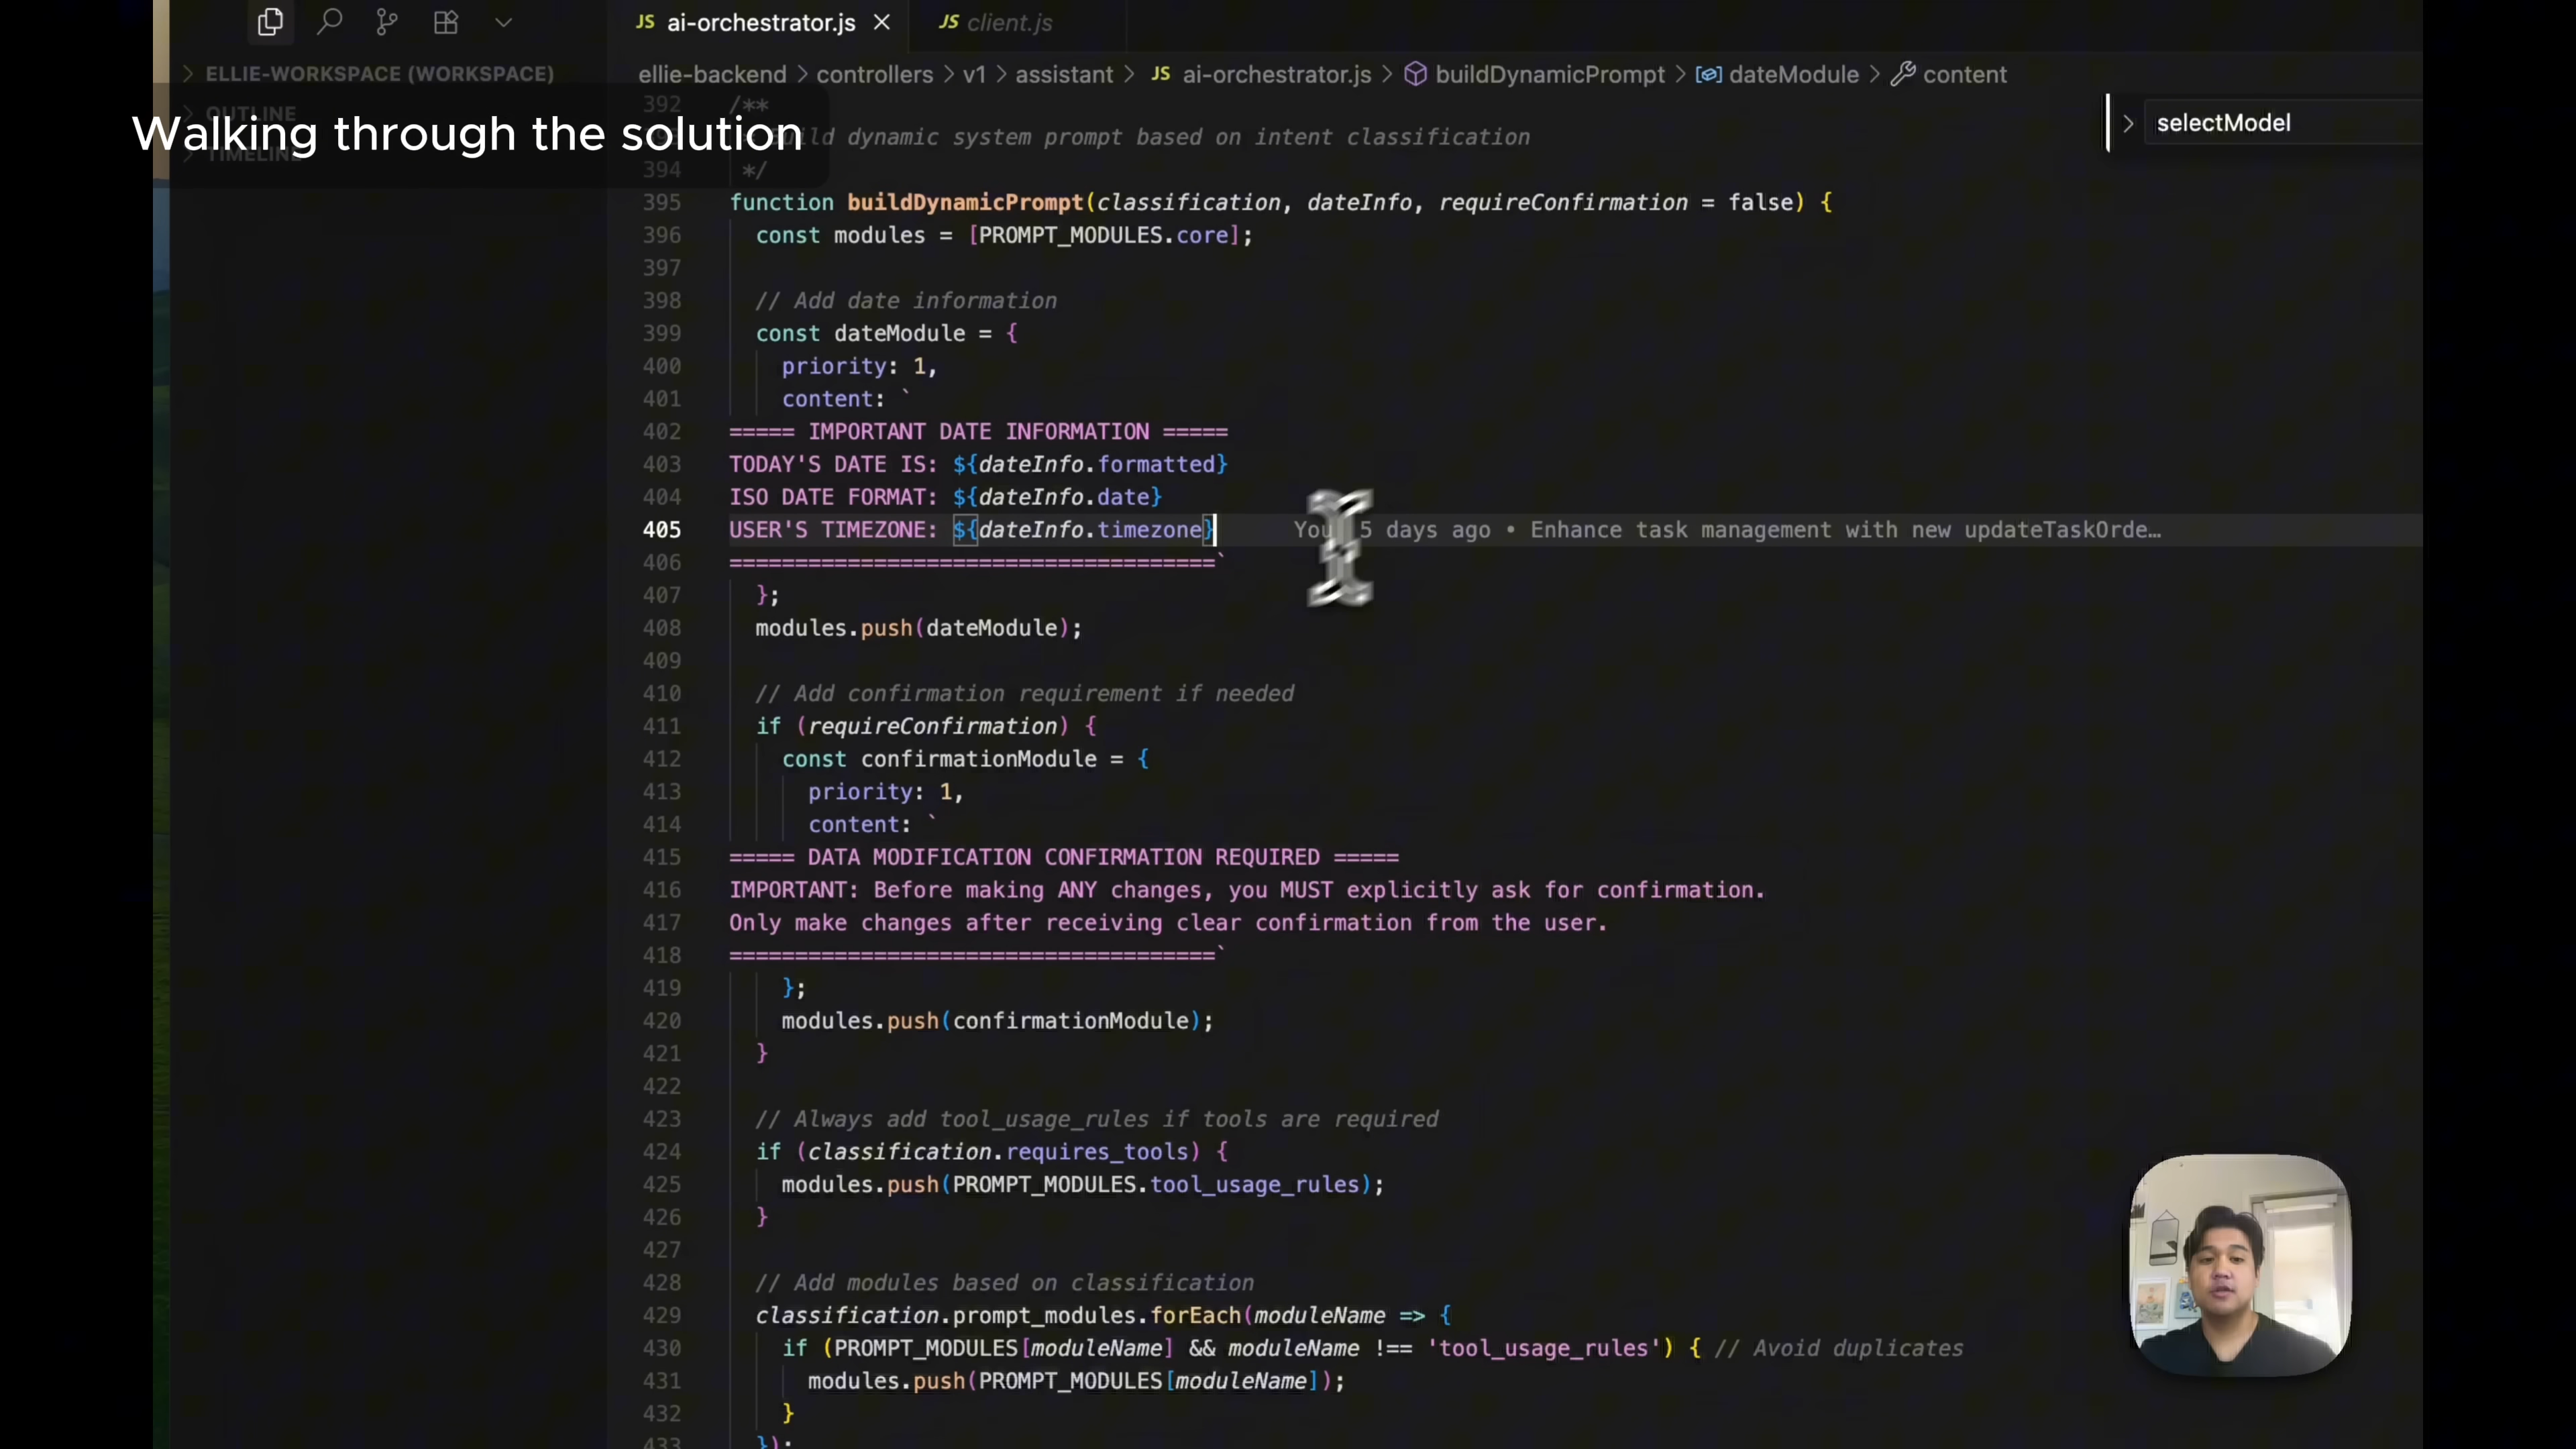 JS ai-orchestrator.js
JS client.js
ELLIE-WORKSPACE (WORKSPACE)
OUTLINE
TIMELINE
Walking through the solution
ellie-backend > controllers > v1 > assistant > JS ai-orchestrator.js > buildDynamicPrompt > dateModule > content
selectModel
392 /**
build dynamic system prompt based on intent classification
394 */
395 function buildDynamicPrompt(classification, dateInfo, requireConfirmation = false) {
396 const modules = [PROMPT_MODULES.core];
397
398 // Add date information
399 const dateModule = {
400 priority: 1,
401 content: `
402 ===== IMPORTANT DATE INFORMATION =====
403 TODAY'S DATE IS: ${dateInfo.formatted}
404 ISO DATE FORMAT: ${dateInfo.date}
405 USER'S TIMEZONE: ${dateInfo.timezone} You 5 days ago • Enhance task management with new updateTaskOrde…
406 =====================================`
407 };
408 modules.push(dateModule);
409
410 // Add confirmation requirement if needed
411 if (requireConfirmation) {
412 const confirmationModule = {
413 priority: 1,
414 content: `
415 ===== DATA MODIFICATION CONFIRMATION REQUIRED =====
416 IMPORTANT: Before making ANY changes, you MUST explicitly ask for confirmation.
417 Only make changes after receiving clear confirmation from the user.
418 =====================================`
419 };
420 modules.push(confirmationModule);
421 }
422
423 // Always add tool_usage_rules if tools are required
424 if (classification.requires_tools) {
425 modules.push(PROMPT_MODULES.tool_usage_rules);
426 }
427
428 // Add modules based on classification
429 classification.prompt_modules.forEach(moduleName => {
430 if (PROMPT_MODULES[moduleName] && moduleName !== 'tool_usage_rules') { // Avoid duplicates
431 modules.push(PROMPT_MODULES[moduleName]);
432 }
433 });